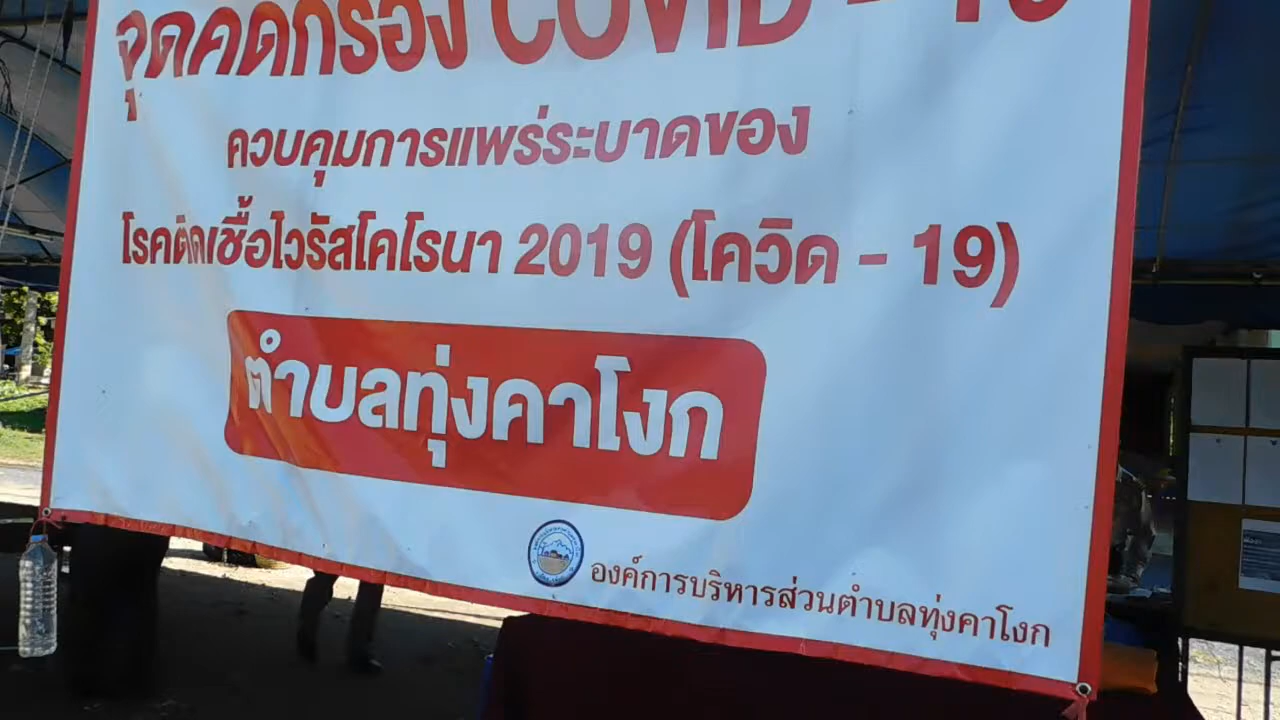 จุดคัดกรอง COVID - 19
ควบคุมการแพร่ระบาดของ
โรคติดเชื้อไวรัสโคโรนา 2019 (โควิด - 19)
ตำบลทุ่งคาโงก
องค์การบริหารส่วนตำบลทุ่งคาโงก